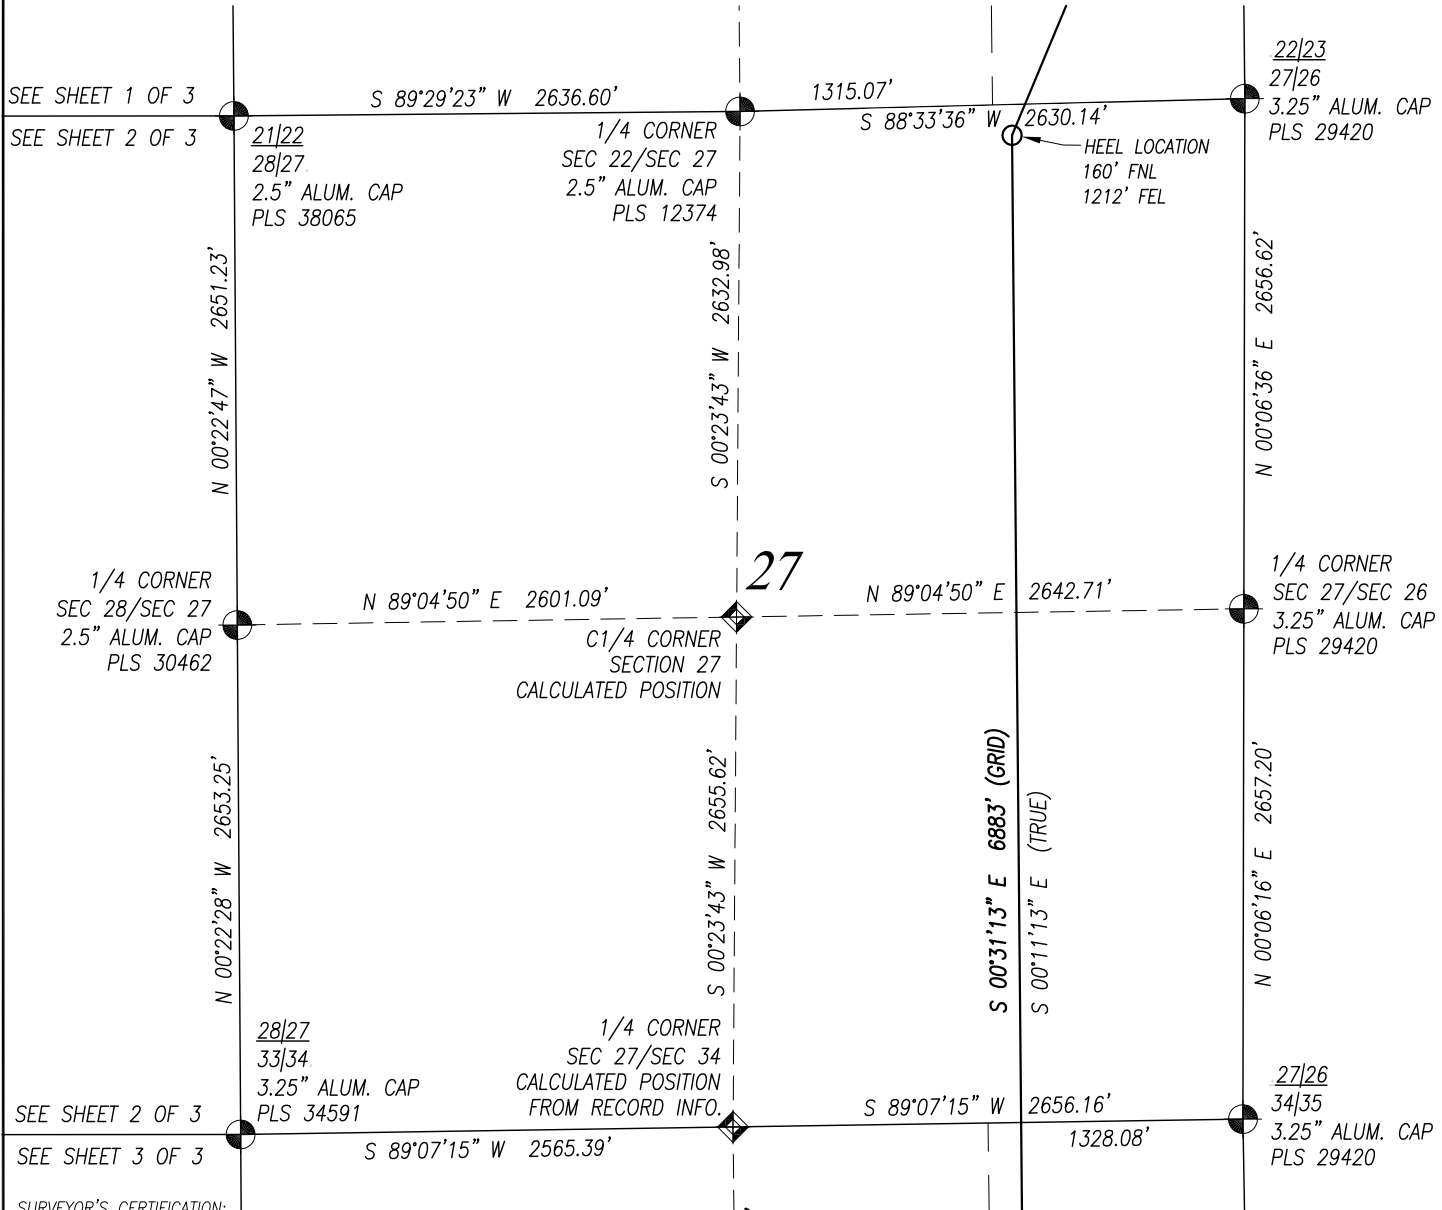 SEE SHEET 1 OF 3
SEE SHEET 2 OF 3
S 89°29'23" W 2636.60'
1315.07'
S 88°33'36" W 2630.14'
22|23
27|26
3.25" ALUM. CAP
PLS 29420
21|22
28|27
2.5" ALUM. CAP
PLS 38065
1/4 CORNER
SEC 22/SEC 27
2.5" ALUM. CAP
PLS 12374
HEEL LOCATION
160' FNL
1212' FEL
N 00°22'47" W 2651.23'
S 00°23'43" W 2632.98'
N 00°06'36" E 2656.62'
27
1/4 CORNER
SEC 28/SEC 27
2.5" ALUM. CAP
PLS 30462
N 89°04'50" E 2601.09'
N 89°04'50" E 2642.71'
1/4 CORNER
SEC 27/SEC 26
3.25" ALUM. CAP
PLS 29420
C1/4 CORNER
SECTION 27
CALCULATED POSITION
N 00°22'28" W 2653.25'
S 00°23'43" W 2655.62'
S 00°31'13" E 6883' (GRID)
S 00°11'13" E (TRUE)
N 00°06'16" E 2657.20'
28|27
33|34
3.25" ALUM. CAP
PLS 34591
1/4 CORNER
SEC 27/SEC 34
CALCULATED POSITION
FROM RECORD INFO.
27|26
34|35
3.25" ALUM. CAP
PLS 29420
SEE SHEET 2 OF 3
SEE SHEET 3 OF 3
S 89°07'15" W 2565.39'
S 89°07'15" W 2656.16'
1328.08'
SURVEYOR'S CERTIFICATION: